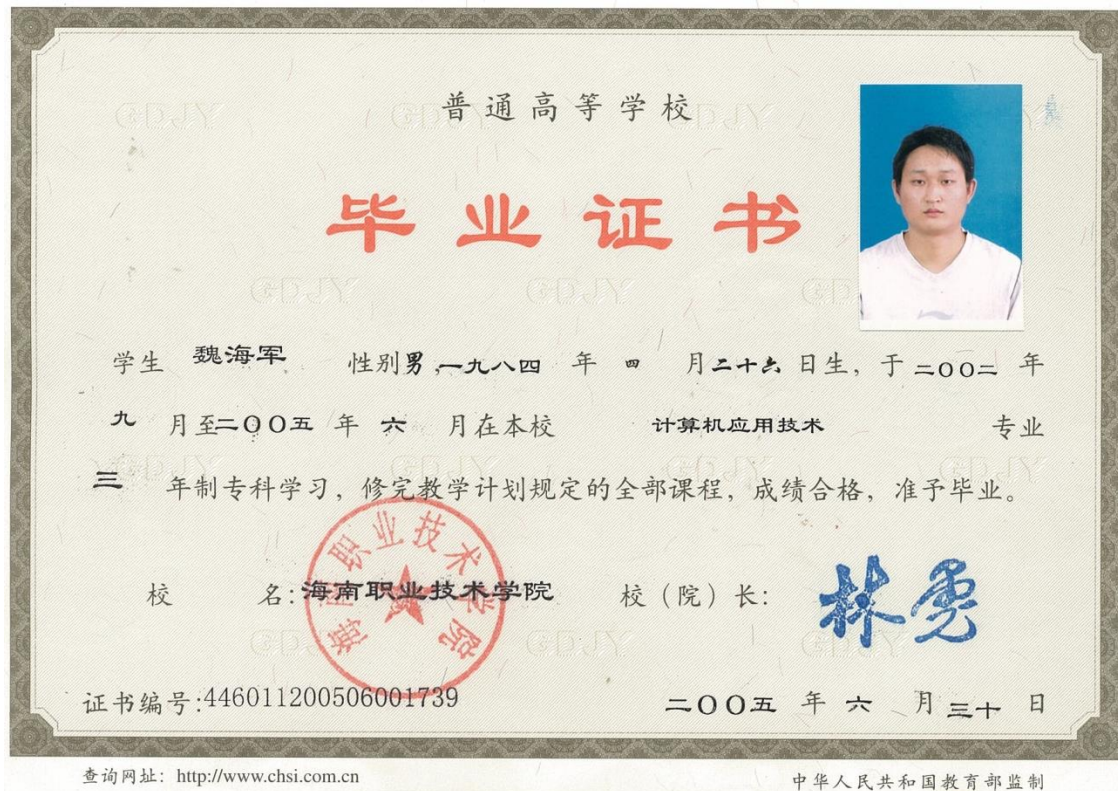 普通高等学校
毕业证书
学生 魏海军 性别男,一九八四 年 四 月二十六 日生，于 二〇〇二 年
九 月至二〇〇五 年 六 月在本校 计算机应用技术 专业
三 年制专科学习，修完教学计划规定的全部课程，成绩合格，准予毕业。
海南职业技术学院
校 名:海南职业技术学院 校（院）长:
证书编号:446011200506001739 二〇〇五 年 六 月 三十 日
查询网址：http://www.chsi.com.cn 中华人民共和国教育部监制
GDJY